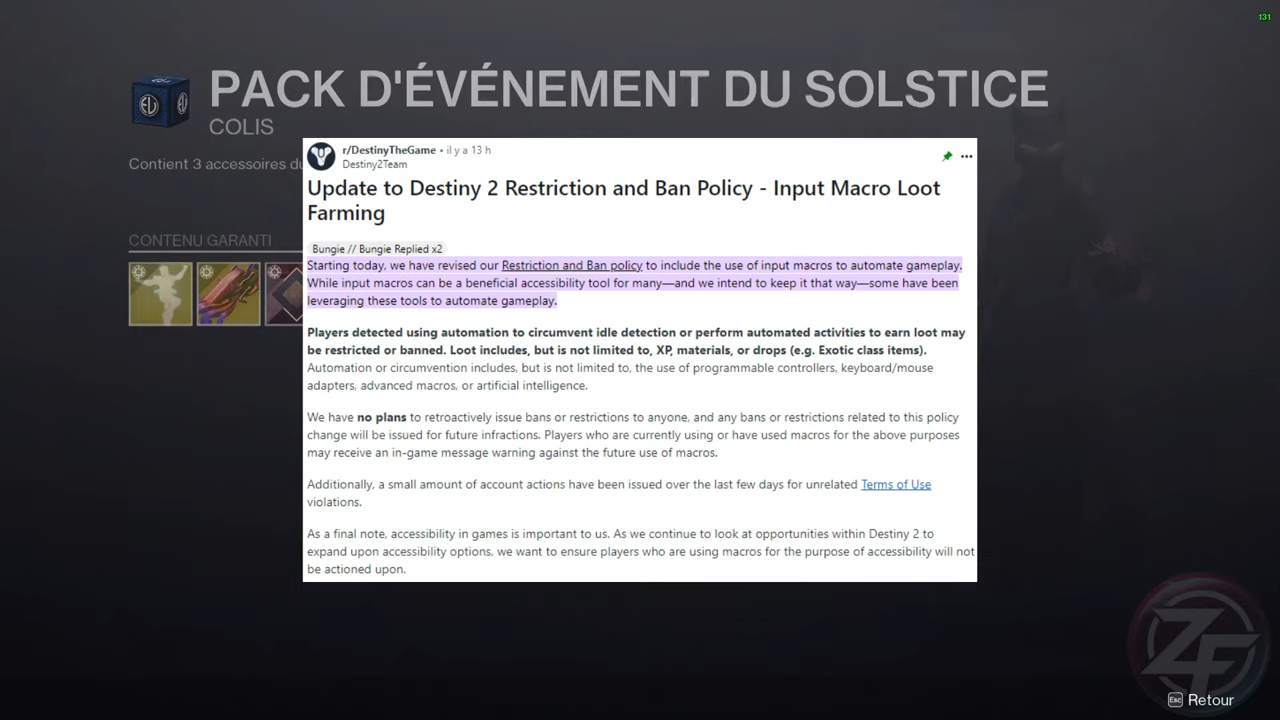 131
PACK D'ÉVÉNEMENT DU SOLSTICE
COLIS
Contient 3 accessoires du
CONTENU GARANTI
r/DestinyTheGame • il y a 13 h
Destiny2Team
Update to Destiny 2 Restriction and Ban Policy - Input Macro Loot
Farming
Bungie // Bungie Replied x2
Starting today, we have revised our Restriction and Ban policy to include the use of input macros to automate gameplay.
While input macros can be a beneficial accessibility tool for many—and we intend to keep it that way—some have been
leveraging these tools to automate gameplay.
Players detected using automation to circumvent idle detection or perform automated activities to earn loot may
be restricted or banned. Loot includes, but is not limited to, XP, materials, or drops (e.g. Exotic class items).
Automation or circumvention includes, but is not limited to, the use of programmable controllers, keyboard/mouse
adapters, advanced macros, or artificial intelligence.
We have no plans to retroactively issue bans or restrictions to anyone, and any bans or restrictions related to this policy
change will be issued for future infractions. Players who are currently using or have used macros for the above purposes
may receive an in-game message warning against the future use of macros.
Additionally, a small amount of account actions have been issued over the last few days for unrelated Terms of Use
violations.
As a final note, accessibility in games is important to us. As we continue to look at opportunities within Destiny 2 to
expand upon accessibility options, we want to ensure players who are using macros for the purpose of accessibility will not
be actioned upon.
ZF
Esc Retour